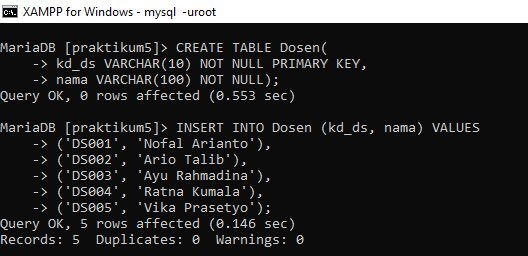 XAMPP for Windows - mysql -uroot
MariaDB [praktikum5]> CREATE TABLE Dosen(
    -> kd_ds VARCHAR(10) NOT NULL PRIMARY KEY,
    -> nama VARCHAR(100) NOT NULL);
Query OK, 0 rows affected (0.553 sec)
MariaDB [praktikum5]> INSERT INTO Dosen (kd_ds, nama) VALUES
    -> ('DS001', 'Nofal Arianto'),
    -> ('DS002', 'Ario Talib'),
    -> ('DS003', 'Ayu Rahmadina'),
    -> ('DS004', 'Ratna Kumala'),
    -> ('DS005', 'Vika Prasetyo');
Query OK, 5 rows affected (0.146 sec)
Records: 5  Duplicates: 0  Warnings: 0